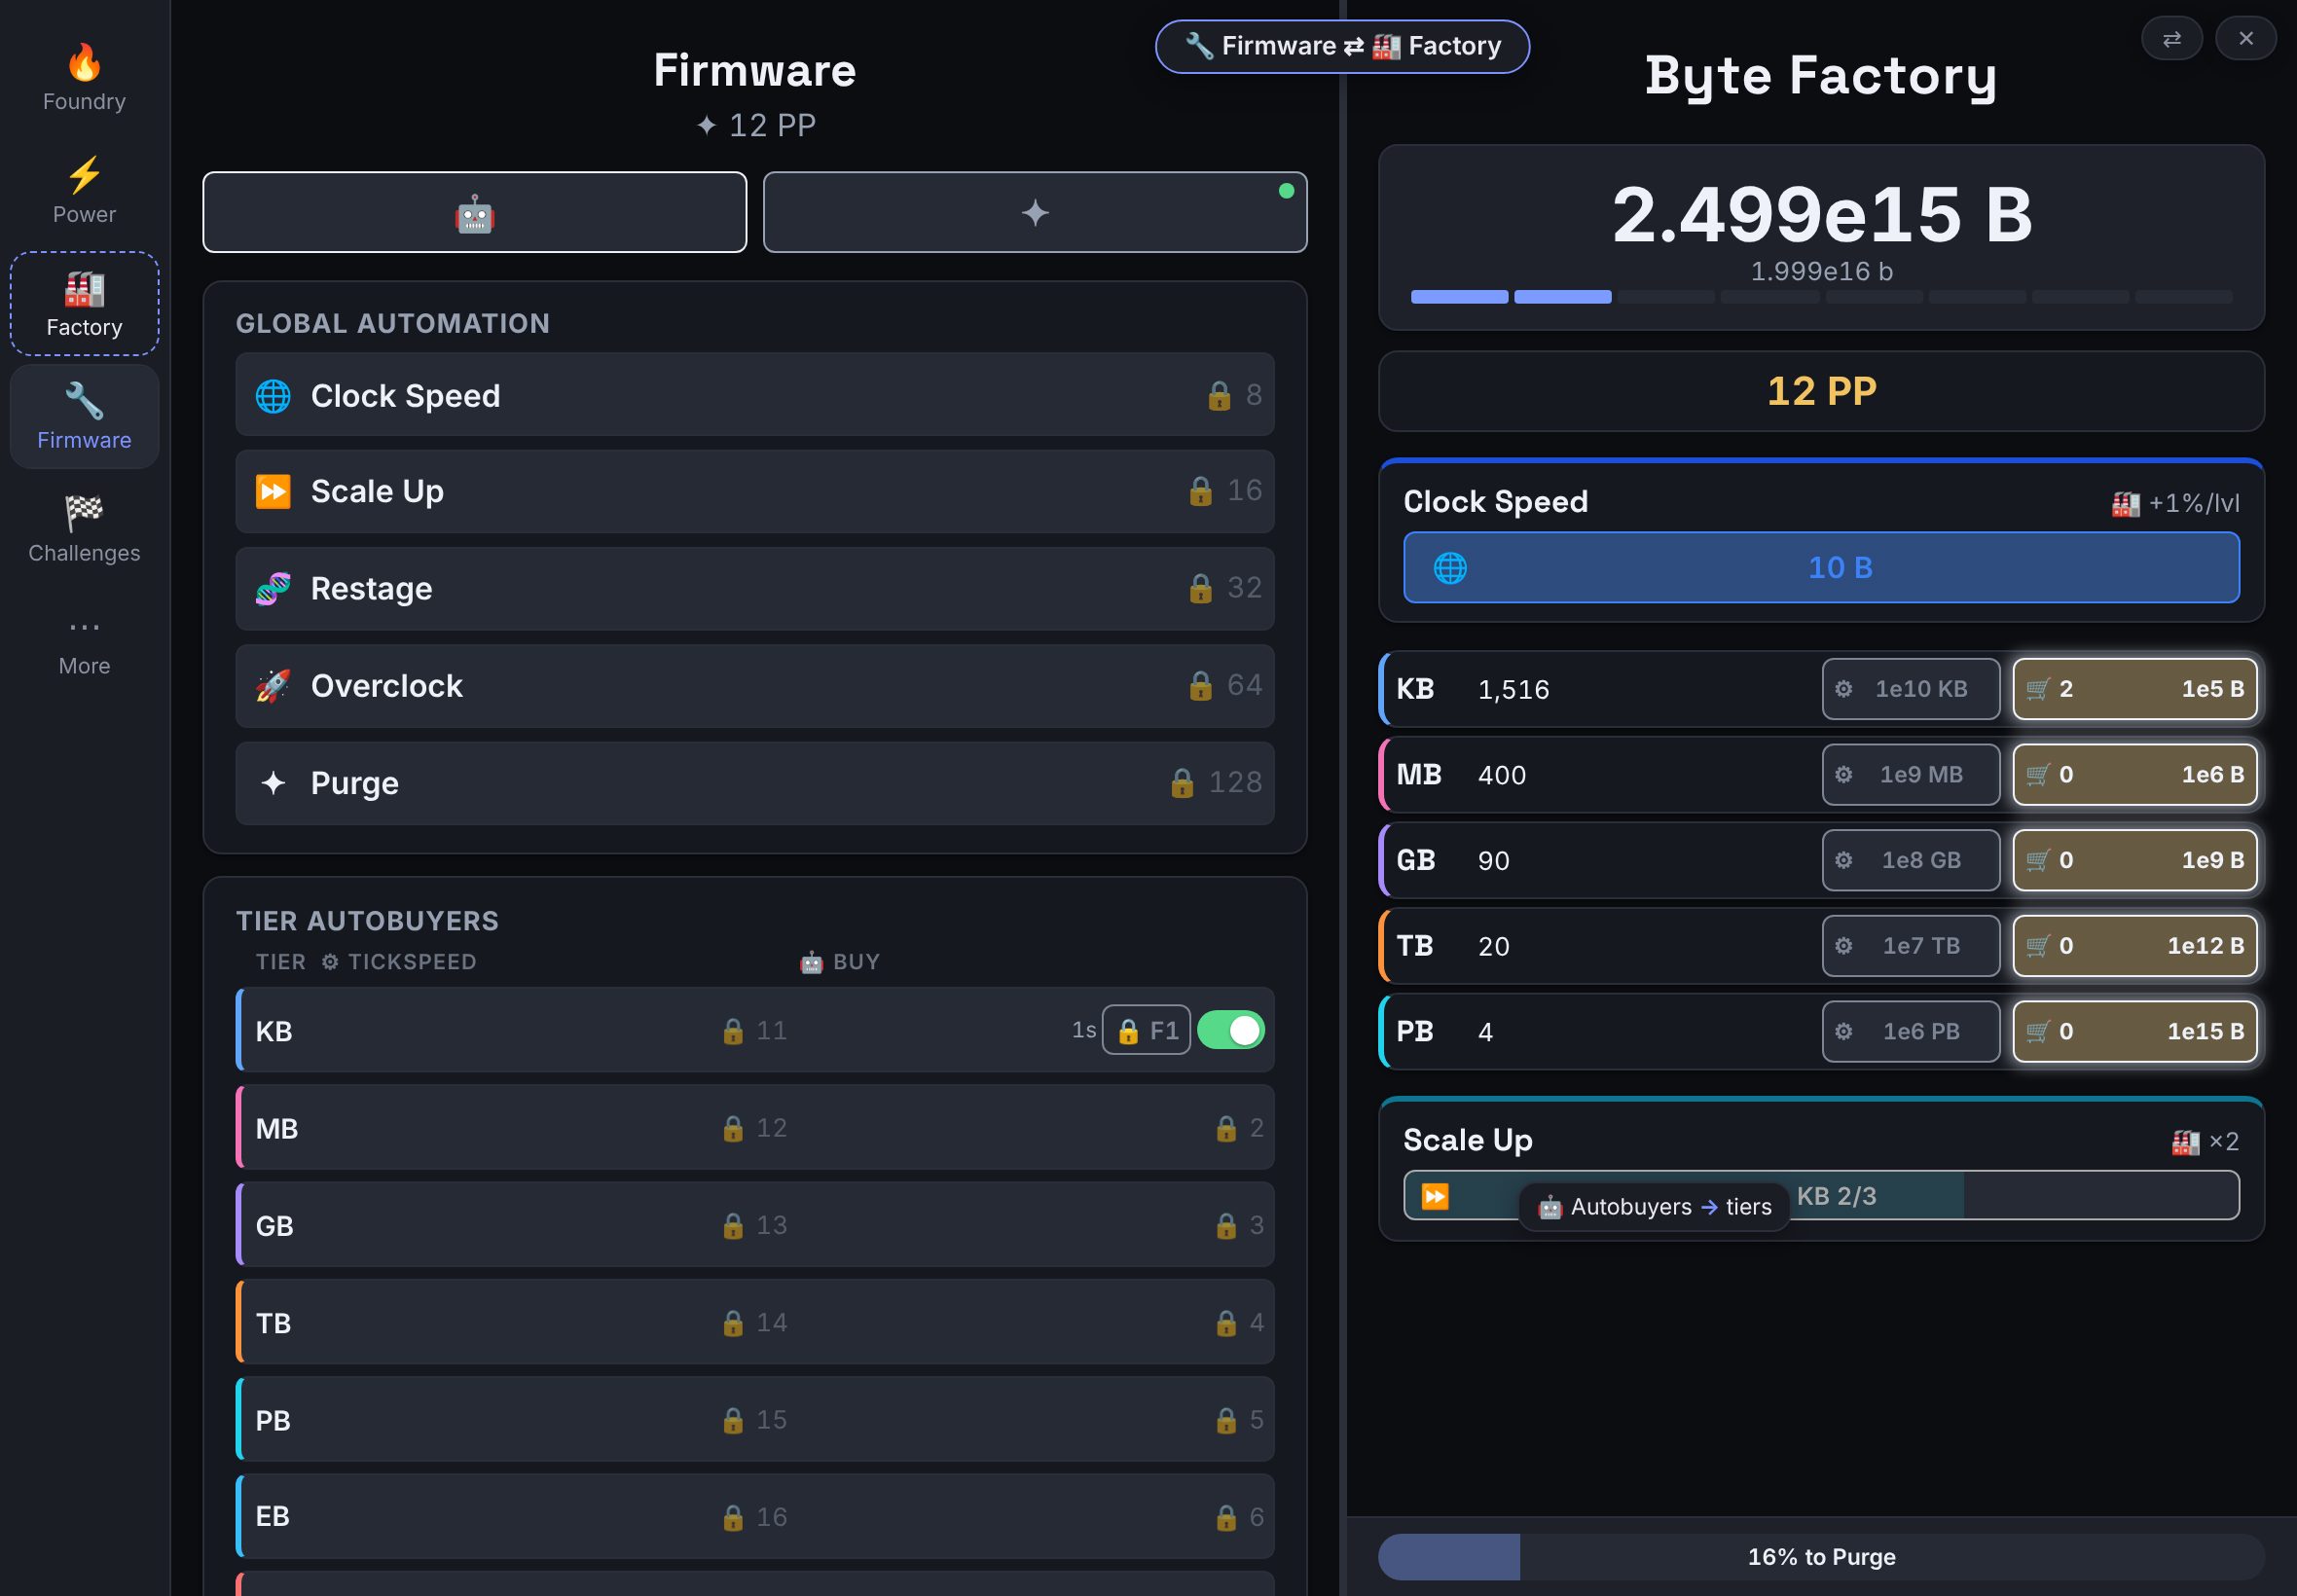 Foundry
Power
Factory
Firmware
Challenges
... More
Firmware ⇄ Factory
Firmware
✦ 12 PP
✦
GLOBAL AUTOMATION
Clock Speed 8
Scale Up 16
Restage 32
Overclock 64
✦ Purge 128
TIER AUTOBUYERS
TIER ⚙ TICKSPEED BUY
KB 11 1s F1
MB 12 2
GB 13 3
TB 14 4
PB 15 5
EB 16 6
⇄ ✕
Byte Factory
2.499e15 B
1.999e16 b
12 PP
Clock Speed +1%/lvl
10 B
KB 1,516 ⚙ 1e10 KB 2 1e5 B
MB 400 ⚙ 1e9 MB 0 1e6 B
GB 90 ⚙ 1e8 GB 0 1e9 B
TB 20 ⚙ 1e7 TB 0 1e12 B
PB 4 ⚙ 1e6 PB 0 1e15 B
Scale Up ×2
KB 2/3
Autobuyers → tiers
16% to Purge